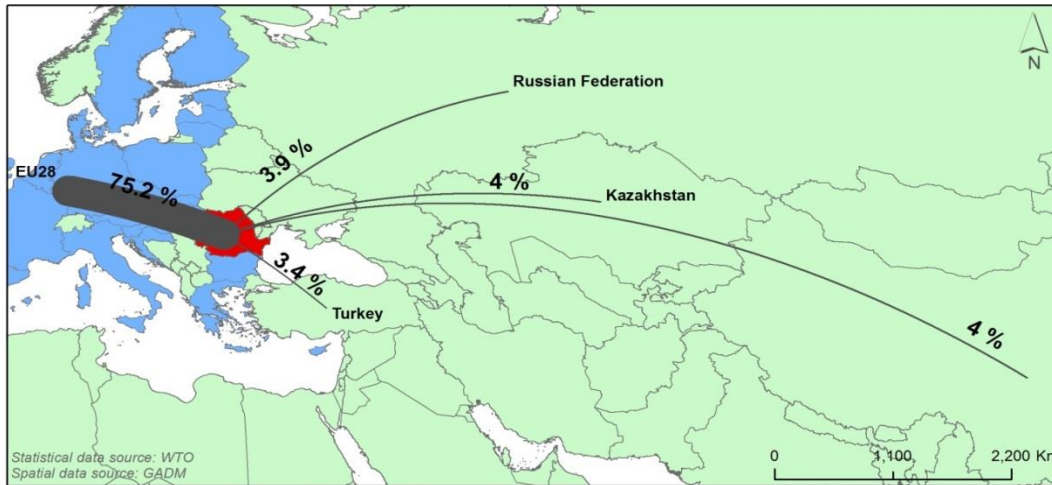 N
Russian Federation
3.9 %
EU28
75.2 %
4 %
Kazakhstan
3.4 %
Turkey
4 %
Statistical data source: WTO
Spatial data source: GADM
0 1,100 2,200 Km